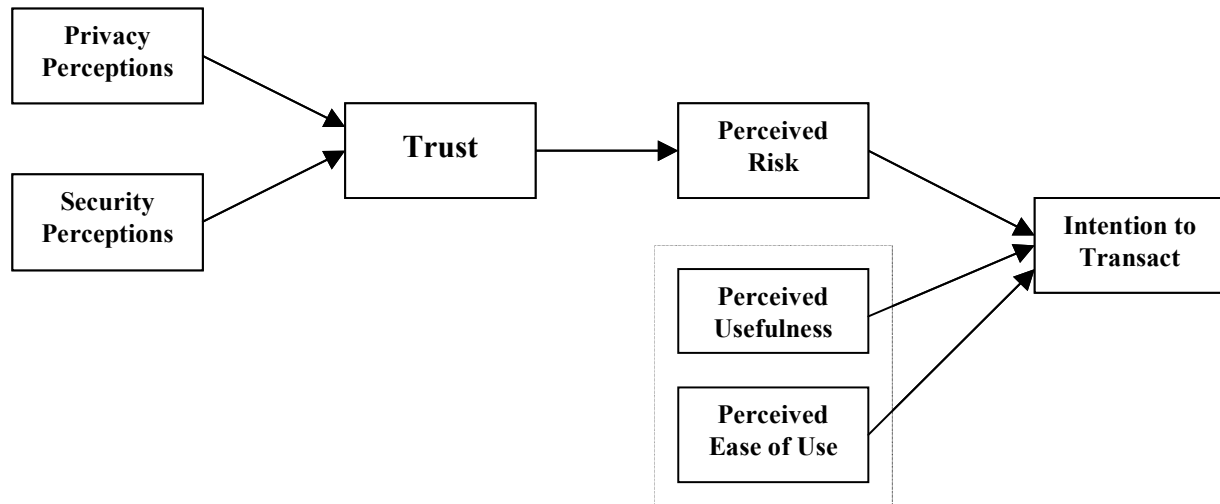 Privacy
Perceptions
Trust
Perceived
Risk
Security
Perceptions
Intention to
Transact
Perceived
Usefulness
Perceived
Ease of Use